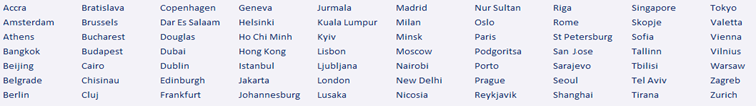 Accra Bratislava Copenhagen Geneva Jurmala Madrid Nur Sultan Riga Singapore Tokyo
Amsterdam Brussels Dar Es Salaam Helsinki Kuala Lumpur Milan Oslo Rome Skopje Valetta
Athens Bucharest Douglas Ho Chi Minh Kyiv Minsk Paris St Petersburg Sofia Vienna
Bangkok Budapest Dubai Hong Kong Lisbon Moscow Podgoritsa San Jose Tallinn Vilnius
Beijing Cairo Dublin Istanbul Ljubljana Nairobi Porto Sarajevo Tbilisi Warsaw
Belgrade Chisinau Edinburgh Jakarta London New Delhi Prague Seoul Tel Aviv Zagreb
Berlin Cluj Frankfurt Johannesburg Lusaka Nicosia Reykjavik Shanghai Tirana Zurich